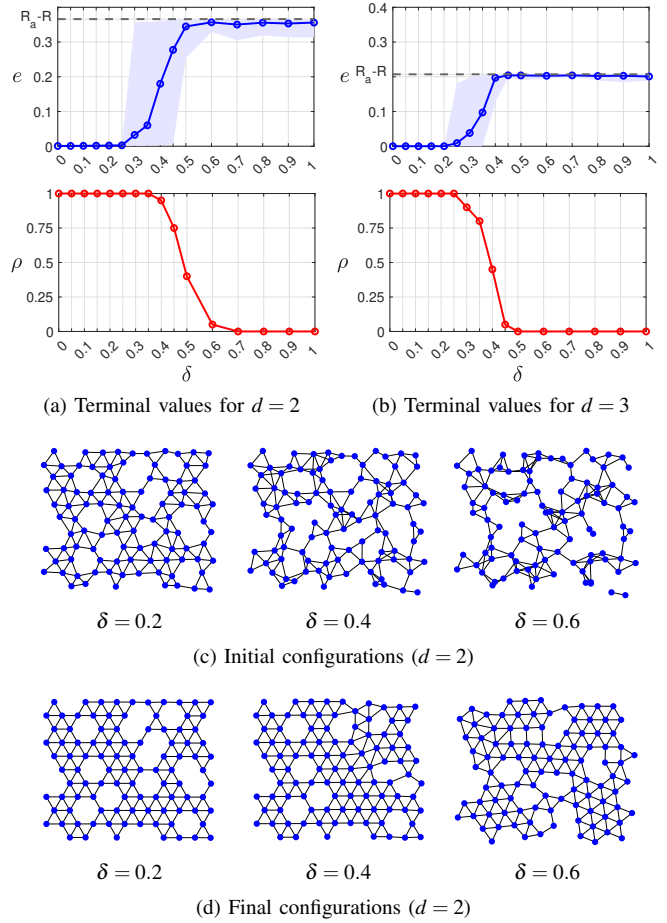 R_a-R
0.3
0.2
0.1
0
e
0 0.1 0.2 0.3 0.4 0.5 0.6 0.7 0.8 0.9 1
1
0.75
0.5
0.25
0
ρ
0 0.1 0.2 0.3 0.4 0.5 0.6 0.7 0.8 0.9 1
δ
(a) Terminal values for d = 2
0.4
0.3
R_a-R
0.1
0
e
0 0.1 0.2 0.3 0.4 0.5 0.6 0.7 0.8 0.9 1
1
0.75
0.5
0.25
0
ρ
0 0.1 0.2 0.3 0.4 0.5 0.6 0.7 0.8 0.9 1
δ
(b) Terminal values for d = 3
δ = 0.2 δ = 0.4 δ = 0.6
(c) Initial configurations (d = 2)
δ = 0.2 δ = 0.4 δ = 0.6
(d) Final configurations (d = 2)